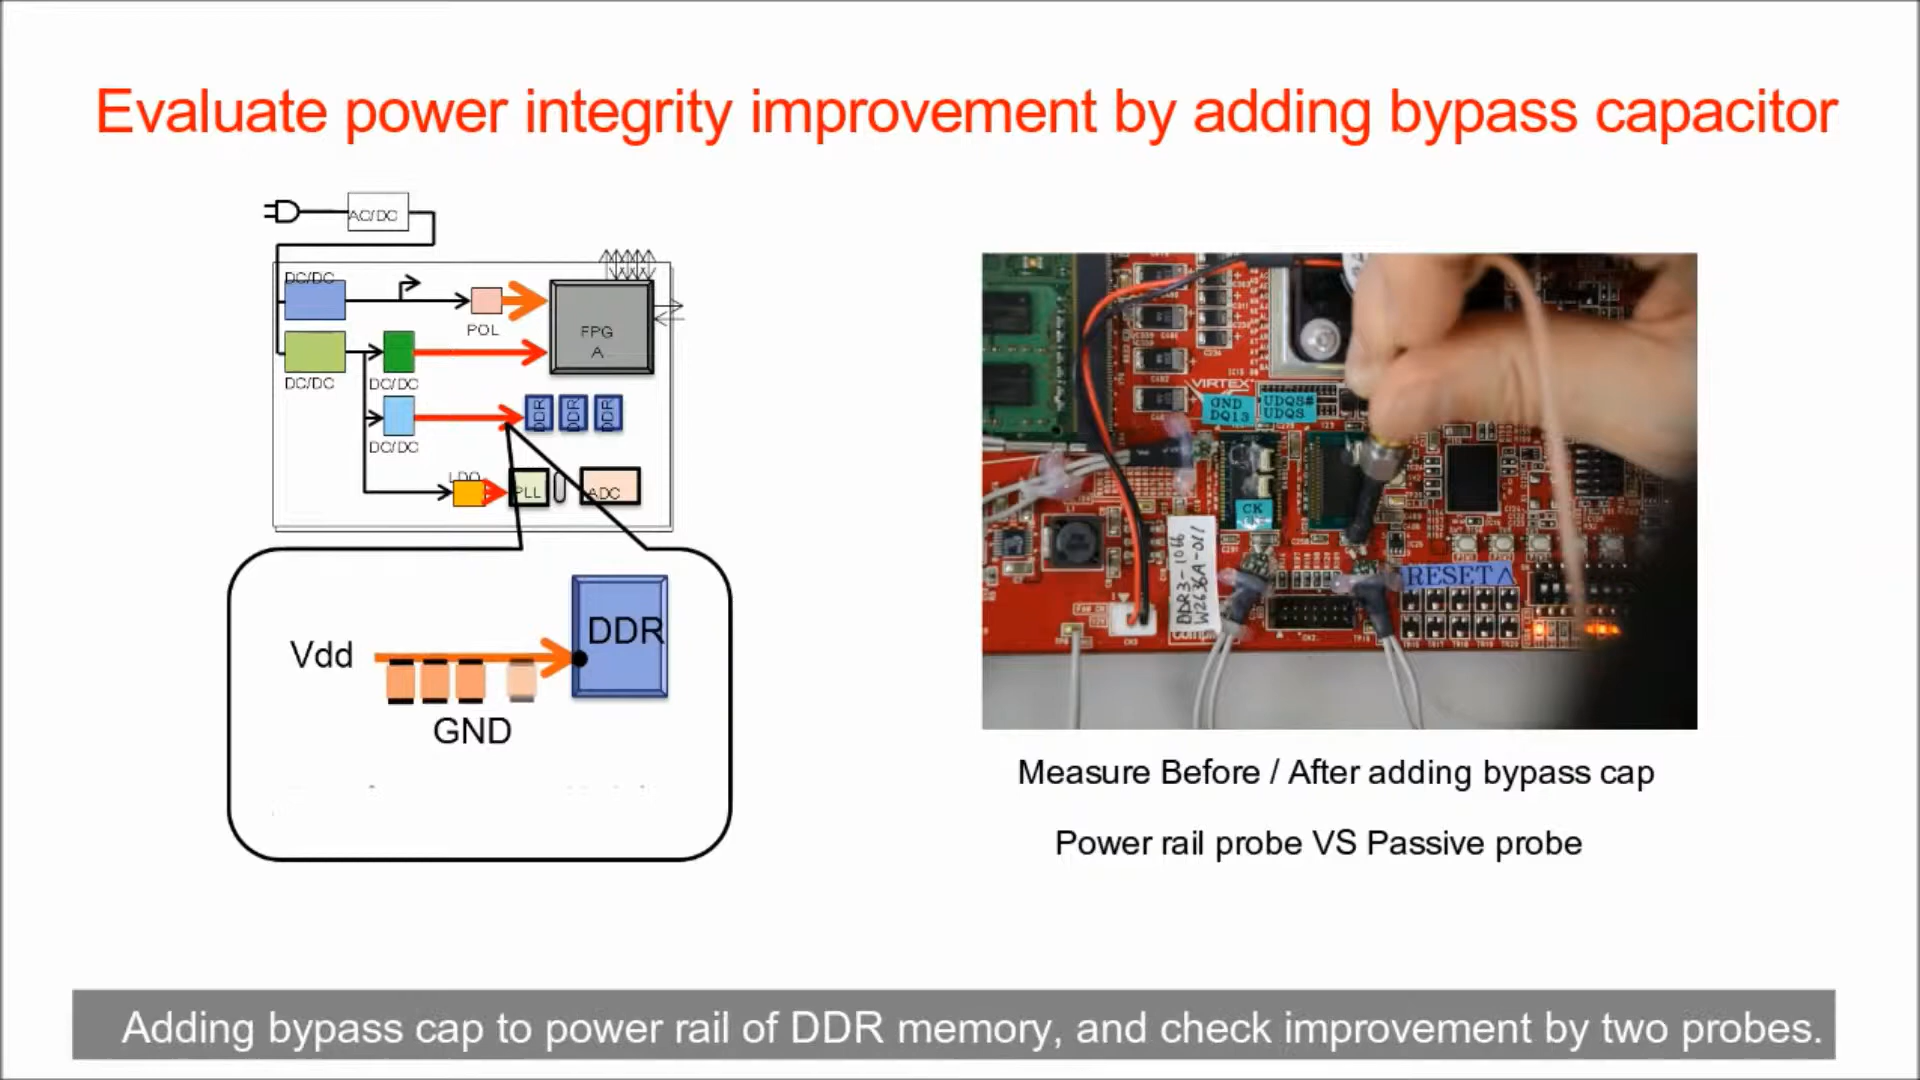 Evaluate power integrity improvement by adding bypass capacitor
AC/DC
DC/DC
POL
FPG
A
DC/DC
DC/DC
DDR
DDR
DDR
DC/DC
LDO
PLL
ADC
Vdd
DDR
GND
VIRTEX
GND
DQ13
UDQS#
UDQS
CK
DDR3-1066
W2636A-011
RESET
Measure Before / After adding bypass cap
Power rail probe VS Passive probe
Adding bypass cap to power rail of DDR memory, and check improvement by two probes.